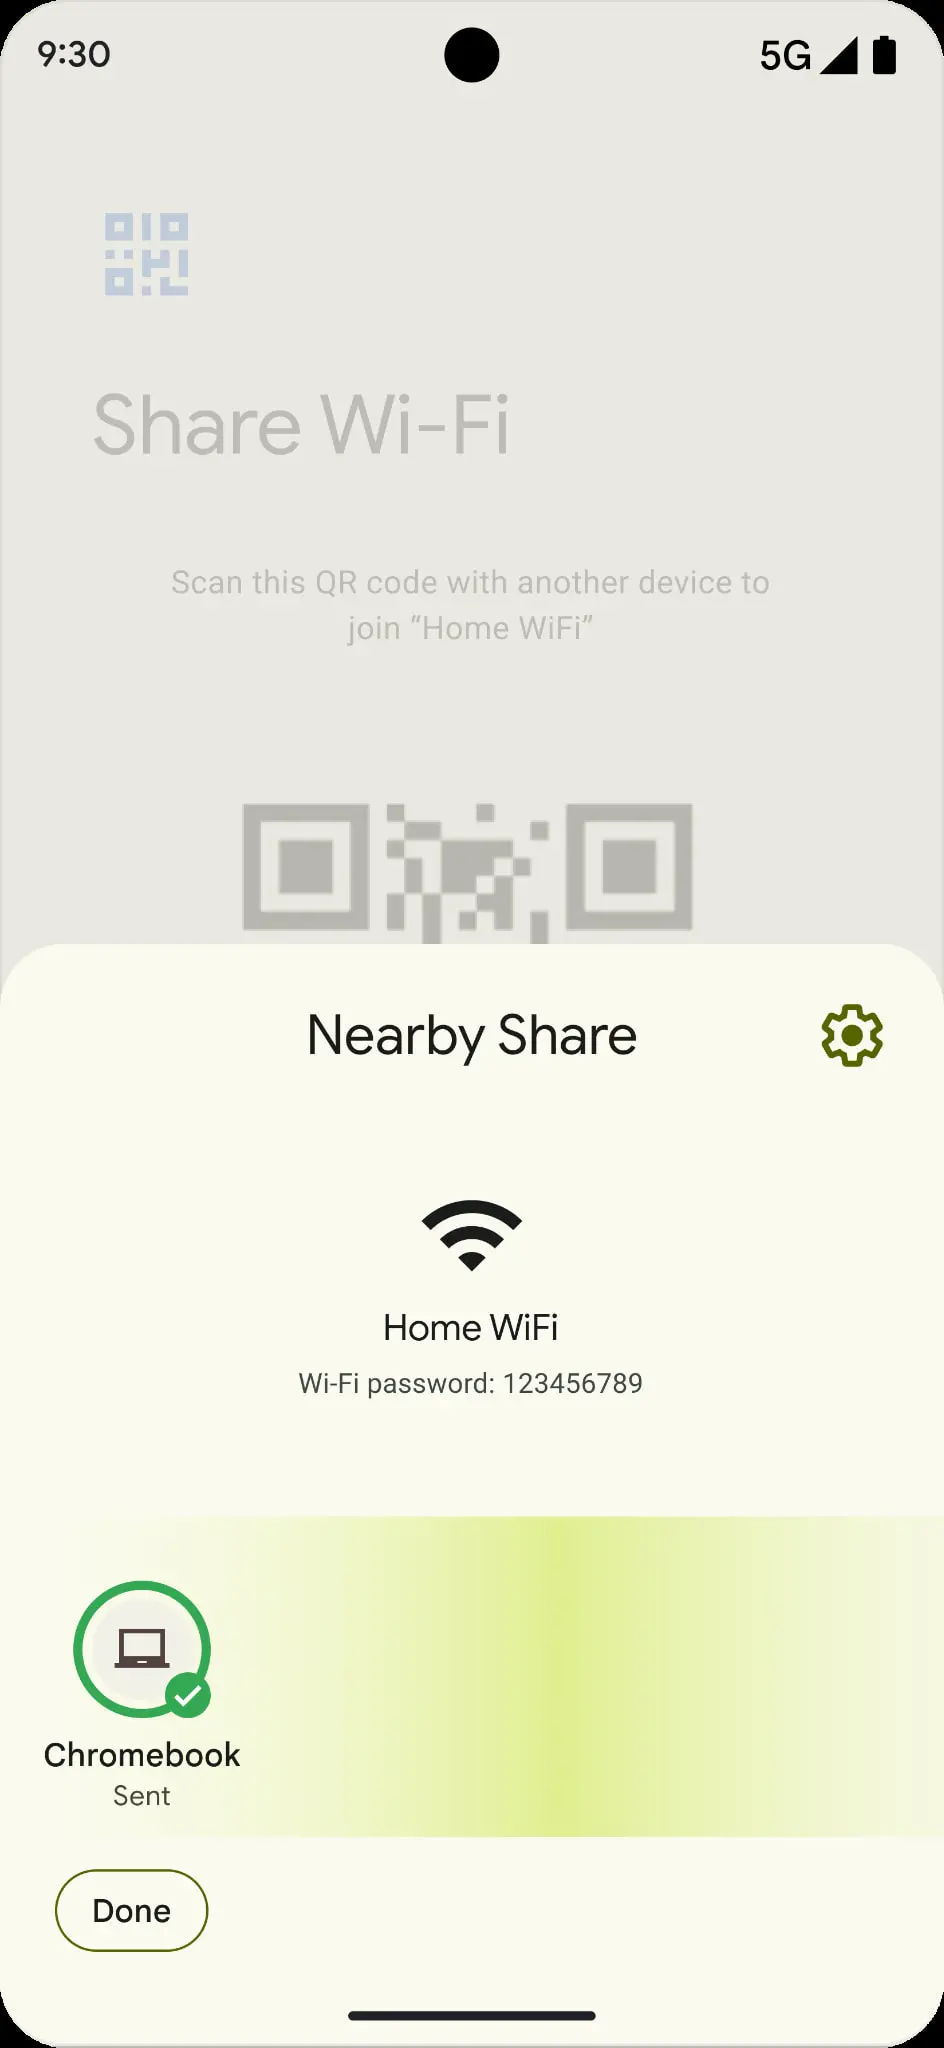 9:30
5G
Share Wi-Fi
Scan this QR code with another device to
join “Home WiFi”
Nearby Share
Home WiFi
Wi-Fi password: 123456789
Chromebook
Sent
Done